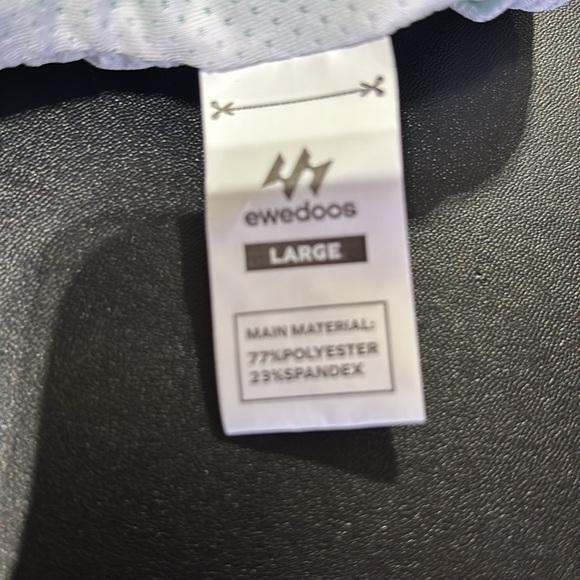 ewedoos
LARGE
MAIN MATERIAL:
77%POLYESTER
23%SPANDEX